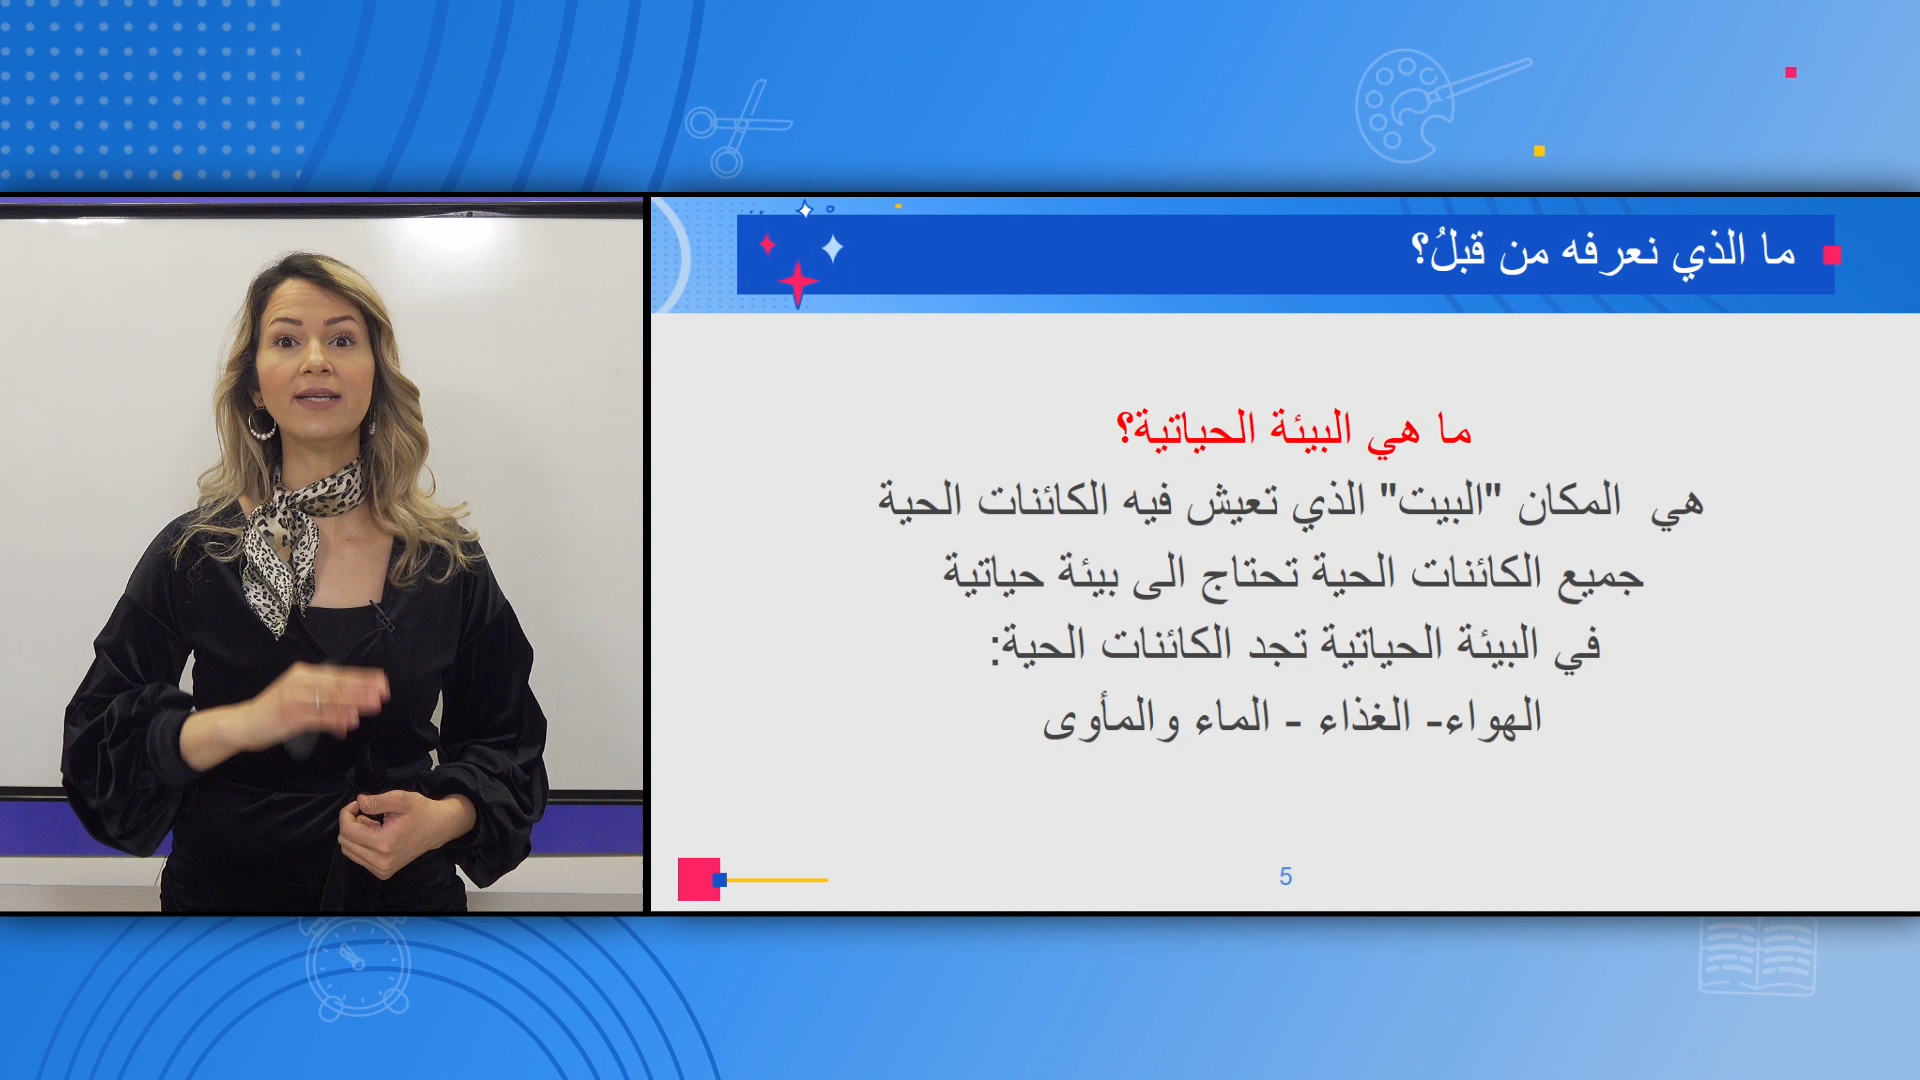 ما الذي نعرفه من قبلُ؟
ما هي البيئة الحياتية؟
هي المكان "البيت" الذي تعيش فيه الكائنات الحية
جميع الكائنات الحية تحتاج الى بيئة حياتية
في البيئة الحياتية تجد الكائنات الحية:
الهواء- الغذاء - الماء والمأوى
5